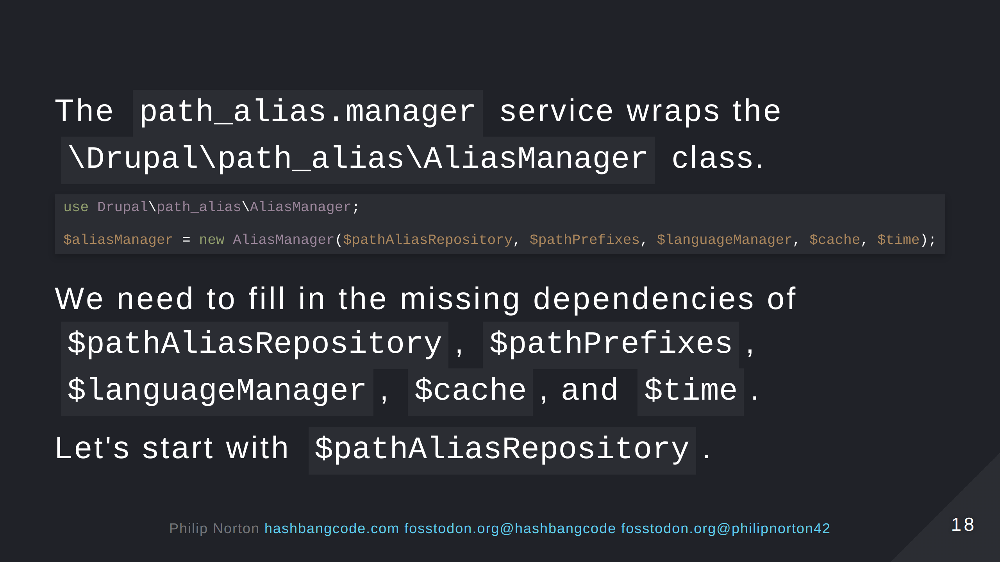 The path_alias.manager service wraps the
\Drupal\path_alias\AliasManager class.
use Drupal\path_alias\AliasManager;
$aliasManager = new AliasManager($pathAliasRepository, $pathPrefixes, $languageManager, $cache, $time);
We need to fill in the missing dependencies of
$pathAliasRepository, $pathPrefixes,
$languageManager, $cache, and $time.
Let's start with $pathAliasRepository.
Philip Norton hashbangcode.com fosstodon.org@hashbangcode fosstodon.org@philipnorton42
18